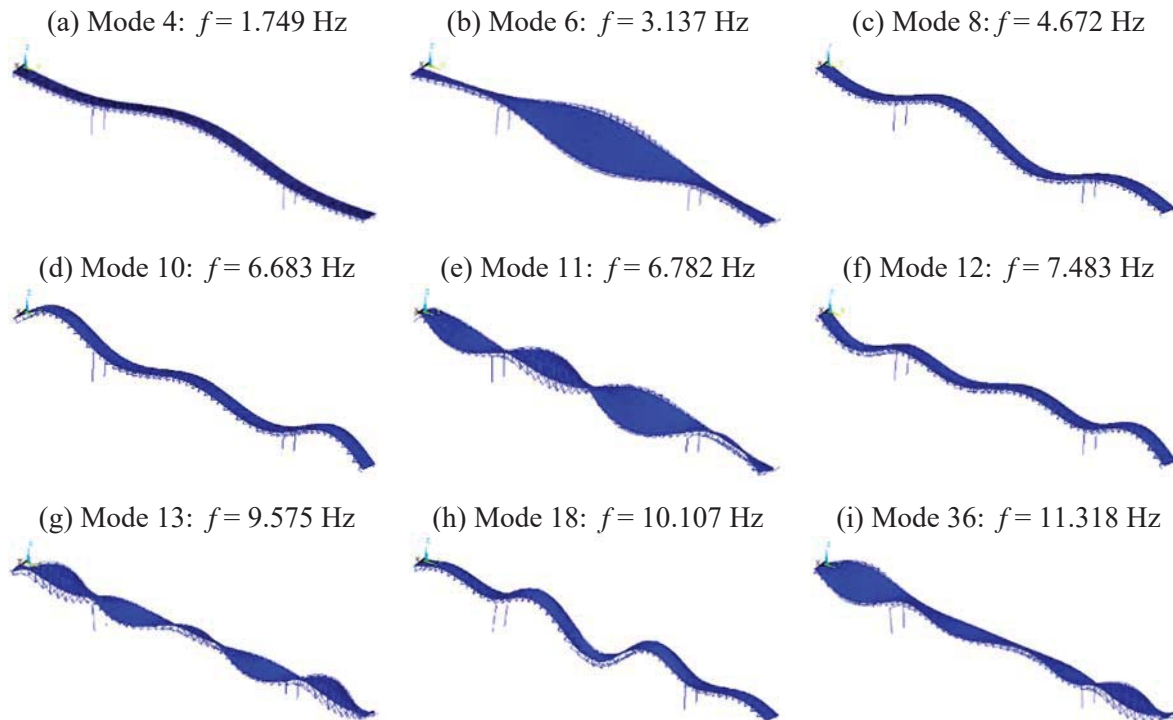 (a) Mode 4: f = 1.749 Hz
(b) Mode 6: f = 3.137 Hz
(c) Mode 8: f = 4.672 Hz
(d) Mode 10: f = 6.683 Hz
(e) Mode 11: f = 6.782 Hz
(f) Mode 12: f = 7.483 Hz
(g) Mode 13: f = 9.575 Hz
(h) Mode 18: f = 10.107 Hz
(i) Mode 36: f = 11.318 Hz